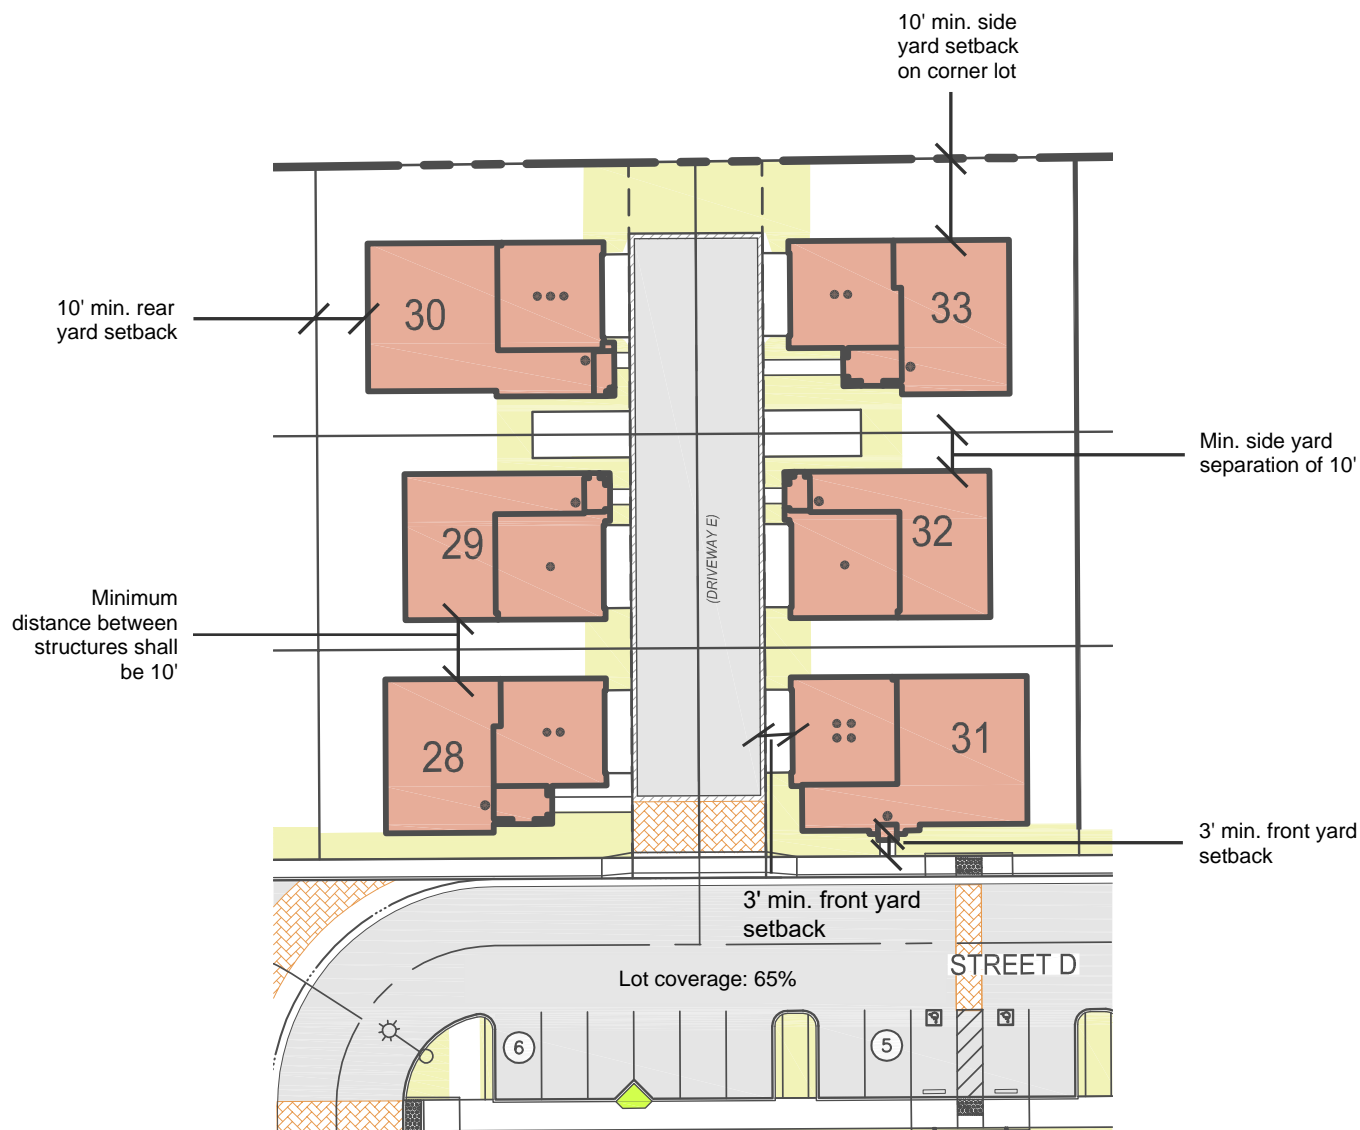 10' min. side
yard setback
on corner lot
10' min. rear
yard setback
30
33
Min. side yard
separation of 10'
29
32
(DRIVEWAY E)
Minimum
distance between
structures shall
be 10'
28
31
3' min. front yard
setback
3' min. front yard
setback
STREET D
Lot coverage: 65%
6
5